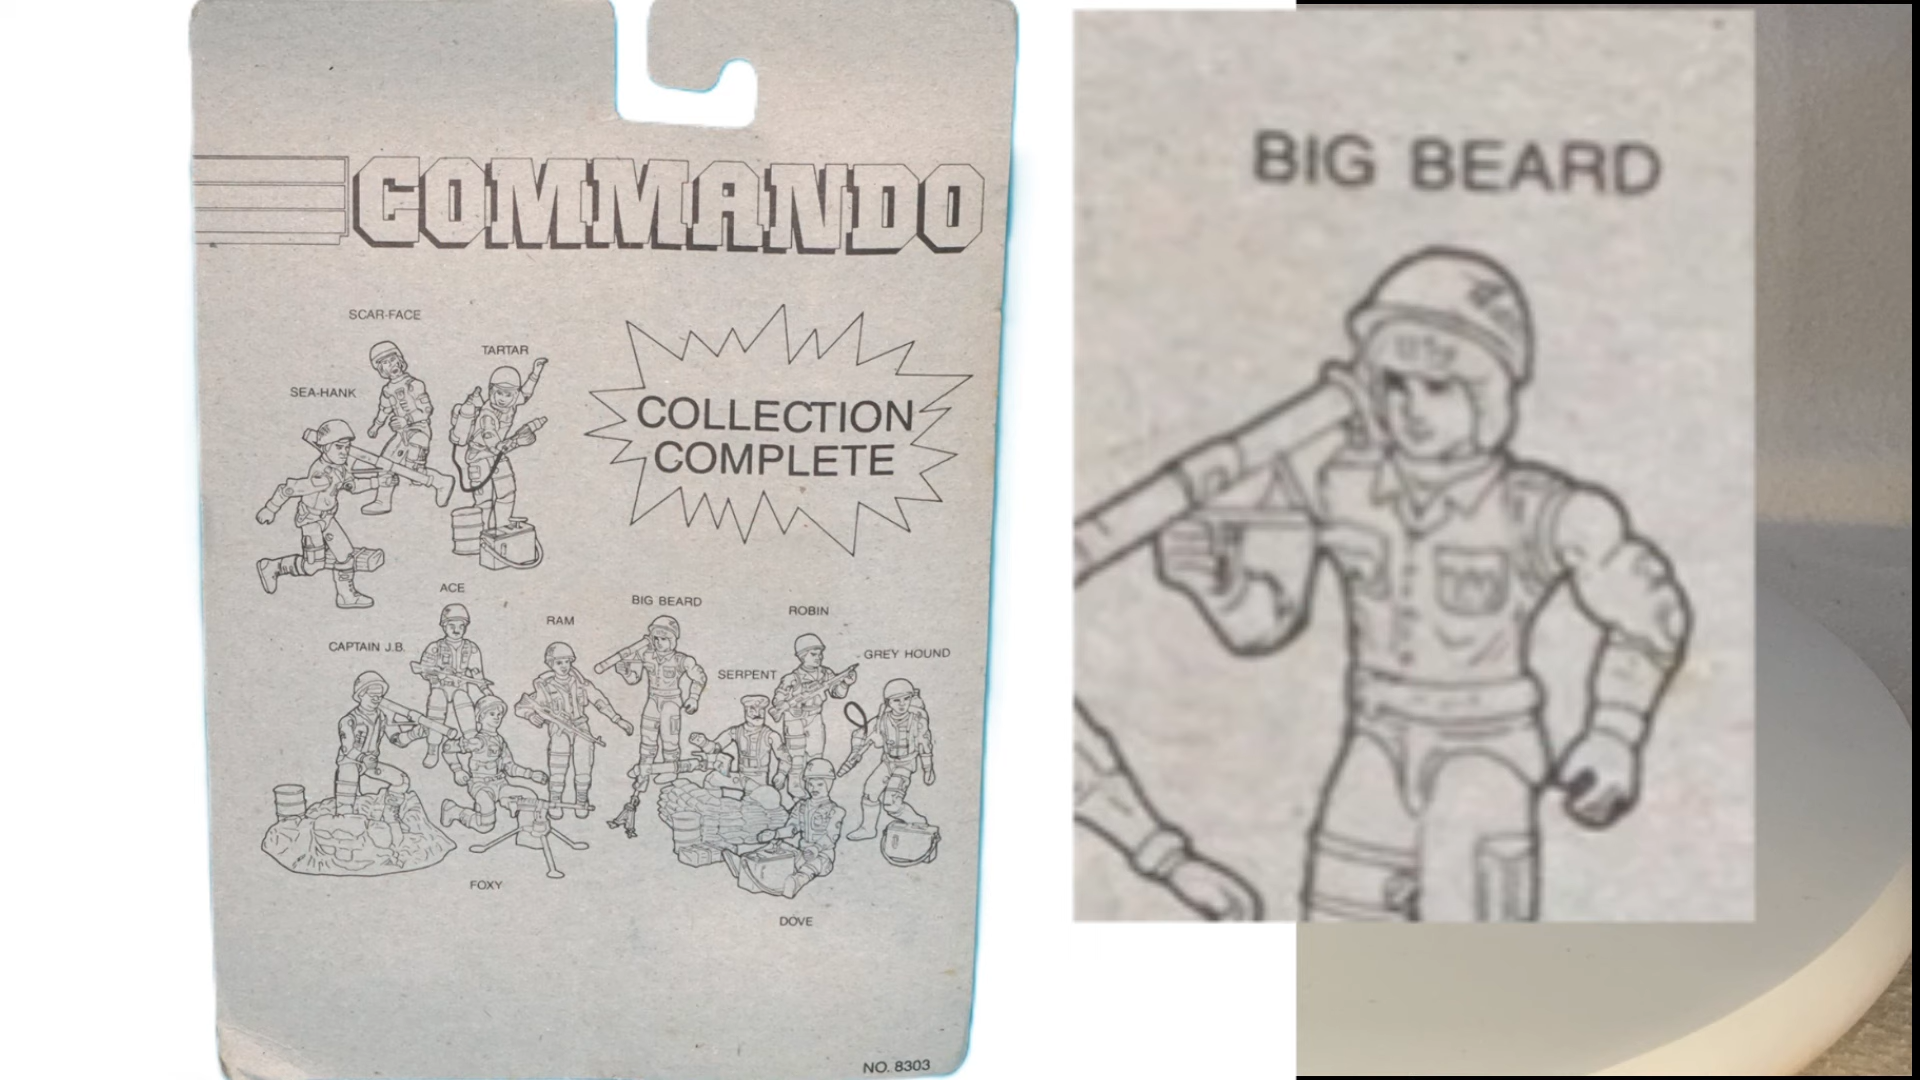 COMMANDO
SCAR-FACE
TARTAR
SEA-HANK
COLLECTION
COMPLETE
ACE
BIG BEARD
ROBIN
RAM
CAPTAIN J.B.
GREY HOUND
SERPENT
FOXY
DOVE
NO. 8303
BIG BEARD